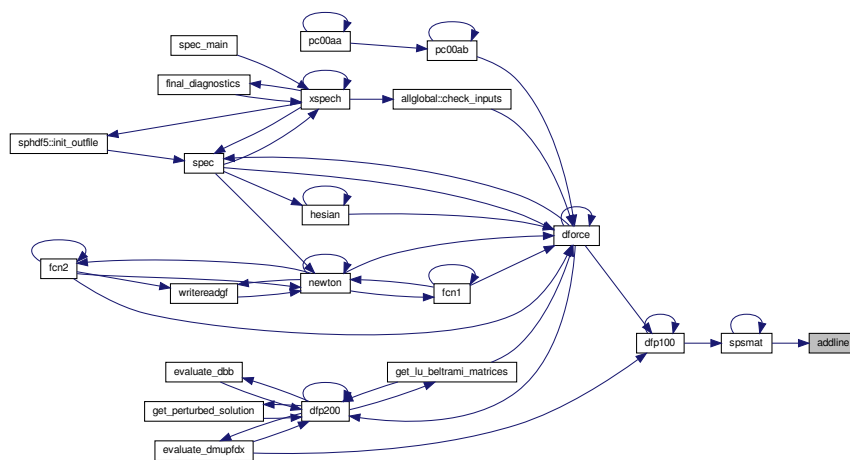 pc00aa
spec_main
pc00ab
final_diagnostics
xspech
allglobal::check_inputs
sphdf5::init_outfile
spec
hesian
dforce
fcn2
newton
writereadgf
fcn1
dfp100
spsmat
addline
evaluate_dbb
get_lu_beltrami_matrices
get_perturbed_solution
dfp200
evaluate_dmupfdx